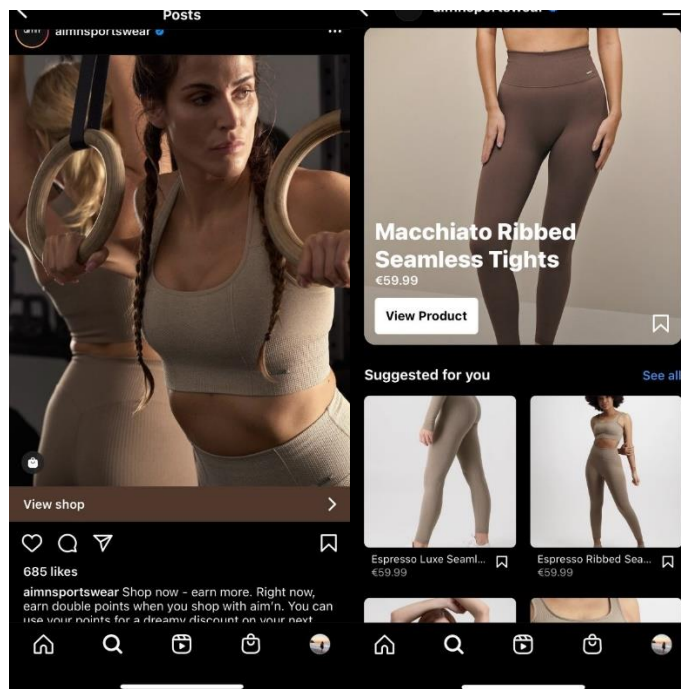 Posts
aimnsportswear
View shop
685 likes
aimnsportswear Shop now - earn more. Right now,
earn double points when you shop with aim'n. You can
use your points for a dreamy discount on your next
aimnsportswear
Macchiato Ribbed
Seamless Tights
€59.99
View Product
Suggested for you
See all
Espresso Luxe Seaml...
€59.99
Espresso Ribbed Sea...
€59.99